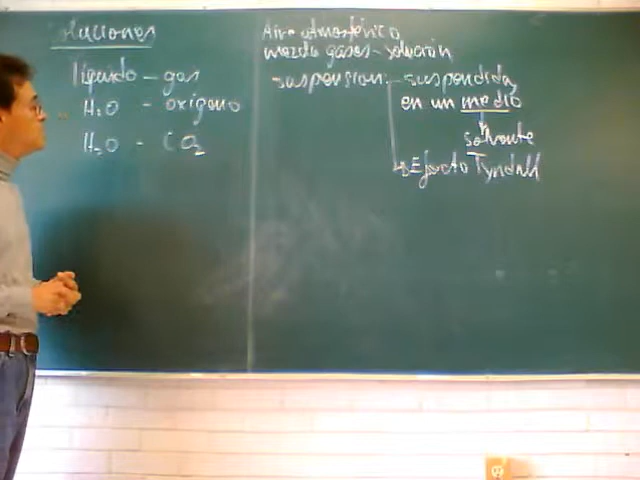 Soluciones
líquido - gas
H₂O - oxígeno
H₂O - CO₂
Aire atmosférico
mezcla gases - solución
suspensión: - suspendida
en un medio
solvente
Efecto Tyndall